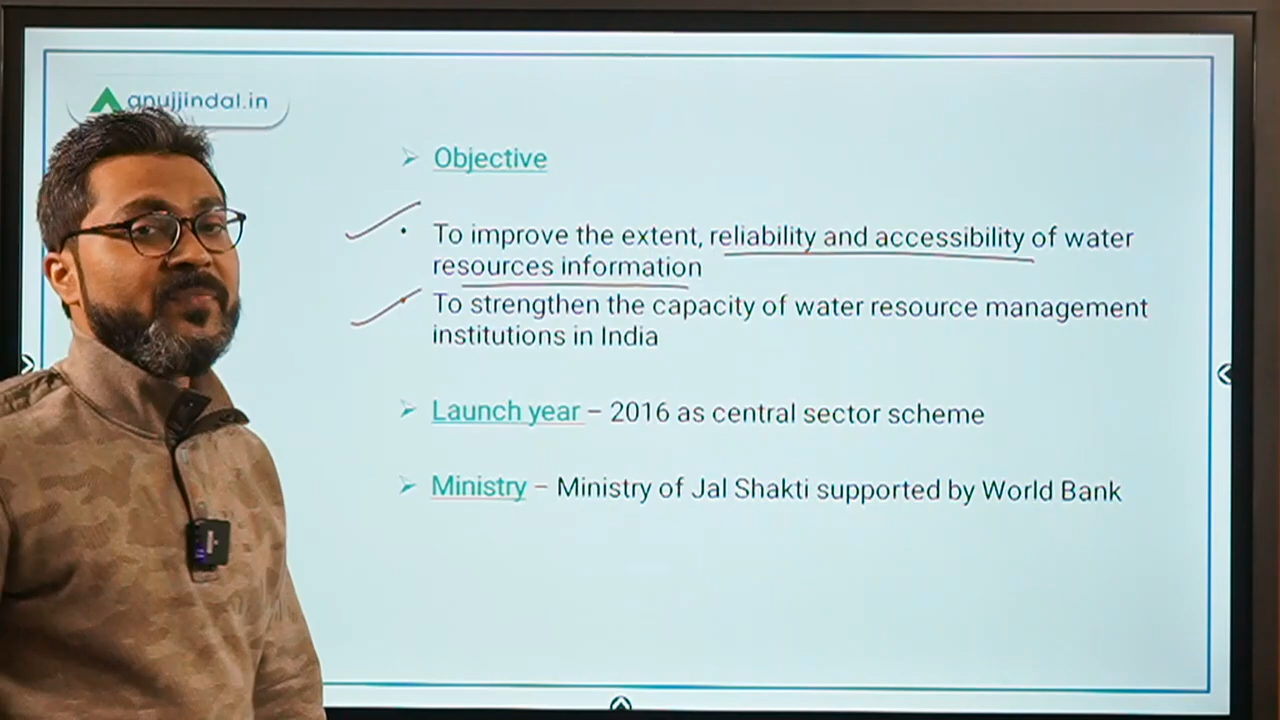 anujjindal.in
➢ Objective
• To improve the extent, reliability and accessibility of water
resources information
• To strengthen the capacity of water resource management
institutions in India
➢ Launch year – 2016 as central sector scheme
➢ Ministry – Ministry of Jal Shakti supported by World Bank